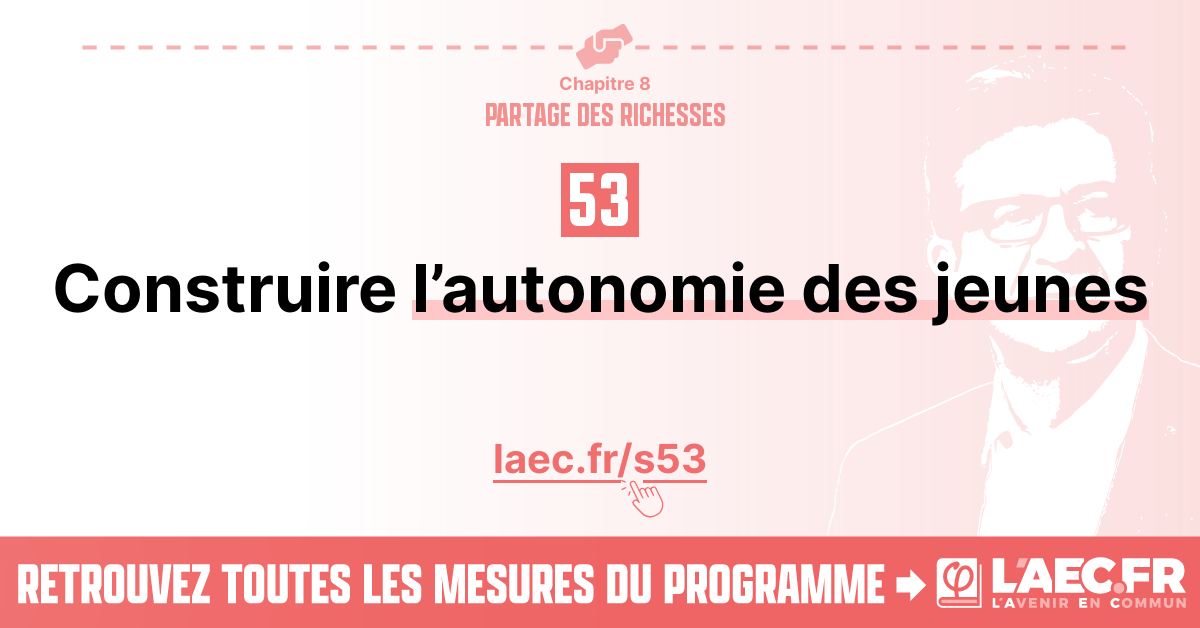 Chapitre 8
PARTAGE DES RICHESSES
53
Construire l’autonomie des jeunes
laec.fr/s53
RETROUVEZ TOUTES LES MESURES DU PROGRAMME
L'AEC.FR
L'AVENIR EN COMMUN